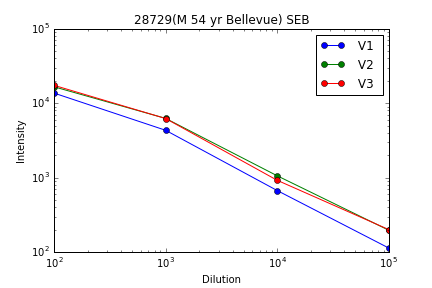 28729(M 54 yr Bellevue) SEB
10^5
10^4
10^3
10^2
Intensity
V1
V2
V3
10^2 10^3 10^4 10^5
Dilution